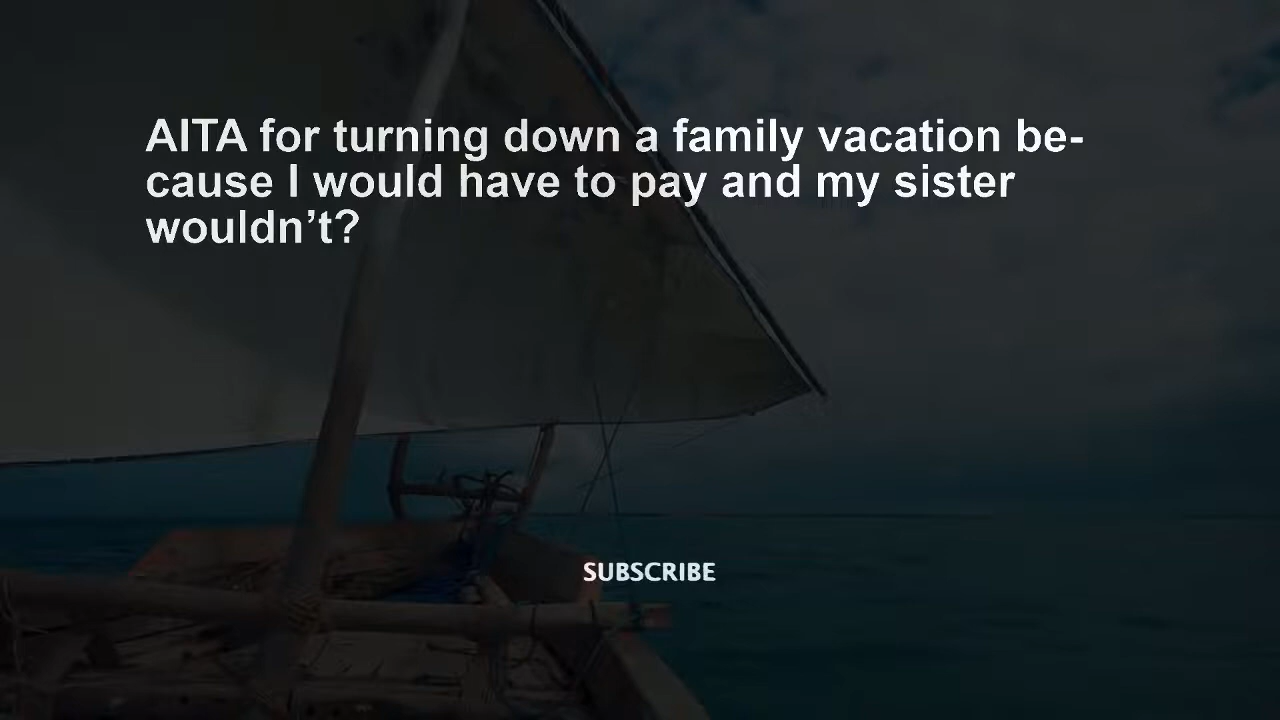 AITA for turning down a family vacation be-
cause I would have to pay and my sister
wouldn’t?
SUBSCRIBE